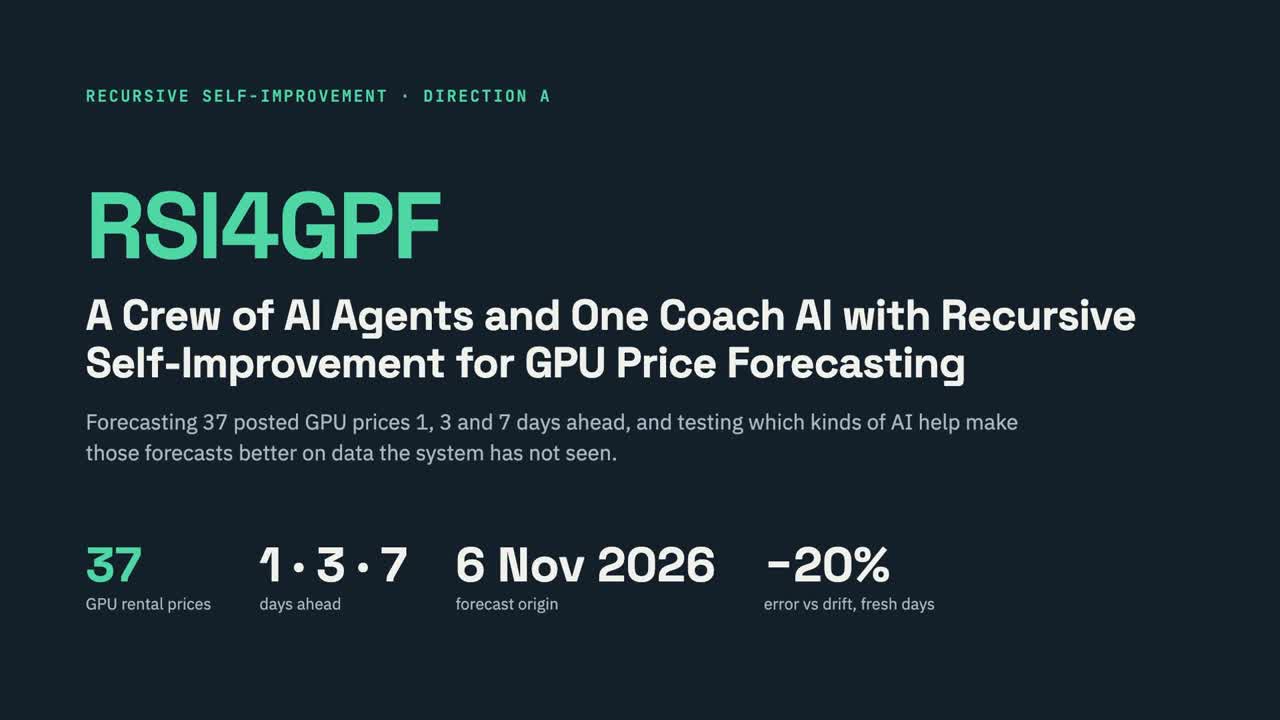 RECURSIVE SELF-IMPROVEMENT · DIRECTION A
RSI4GPF
A Crew of AI Agents and One Coach AI with Recursive
Self-Improvement for GPU Price Forecasting
Forecasting 37 posted GPU prices 1, 3 and 7 days ahead, and testing which kinds of AI help make
those forecasts better on data the system has not seen.
37
1 · 3 · 7
6 Nov 2026
−20%
GPU rental prices
days ahead
forecast origin
error vs drift, fresh days